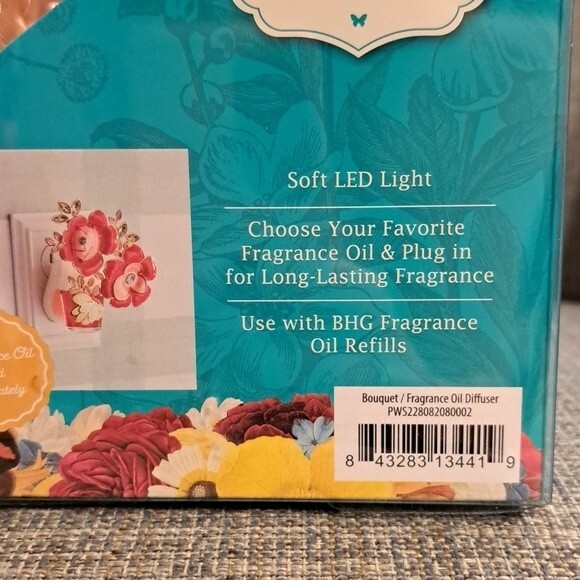 Soft LED Light
Choose Your Favorite
Fragrance Oil & Plug in
for Long-Lasting Fragrance
Use with BHG Fragrance
Oil Refills
Oil
Bouquet / Fragrance Oil Diffuser
PWS228082080002
8 43283 13441 9